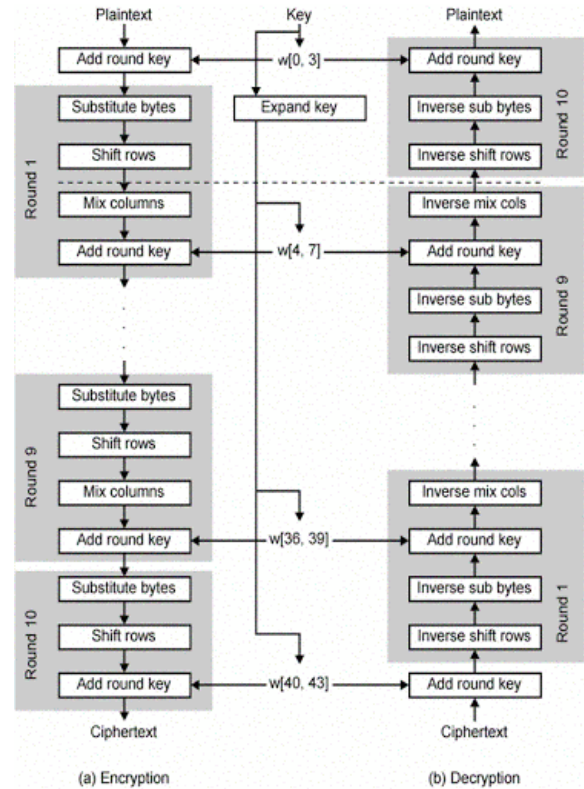 Plaintext
Key
Plaintext
Add round key
w[0, 3]
Add round key
Substitute bytes
Expand key
Inverse sub bytes
Shift rows
Inverse shift rows
Round 1
Round 10
Mix columns
Inverse mix cols
Add round key
w[4, 7]
Add round key
Inverse sub bytes
Round 9
Inverse shift rows
Substitute bytes
Shift rows
Round 9
Mix columns
Inverse mix cols
Add round key
w[36, 39]
Add round key
Substitute bytes
Inverse sub bytes
Round 10
Round 1
Shift rows
Inverse shift rows
Add round key
w[40, 43]
Add round key
Ciphertext
Ciphertext
(a) Encryption
(b) Decryption